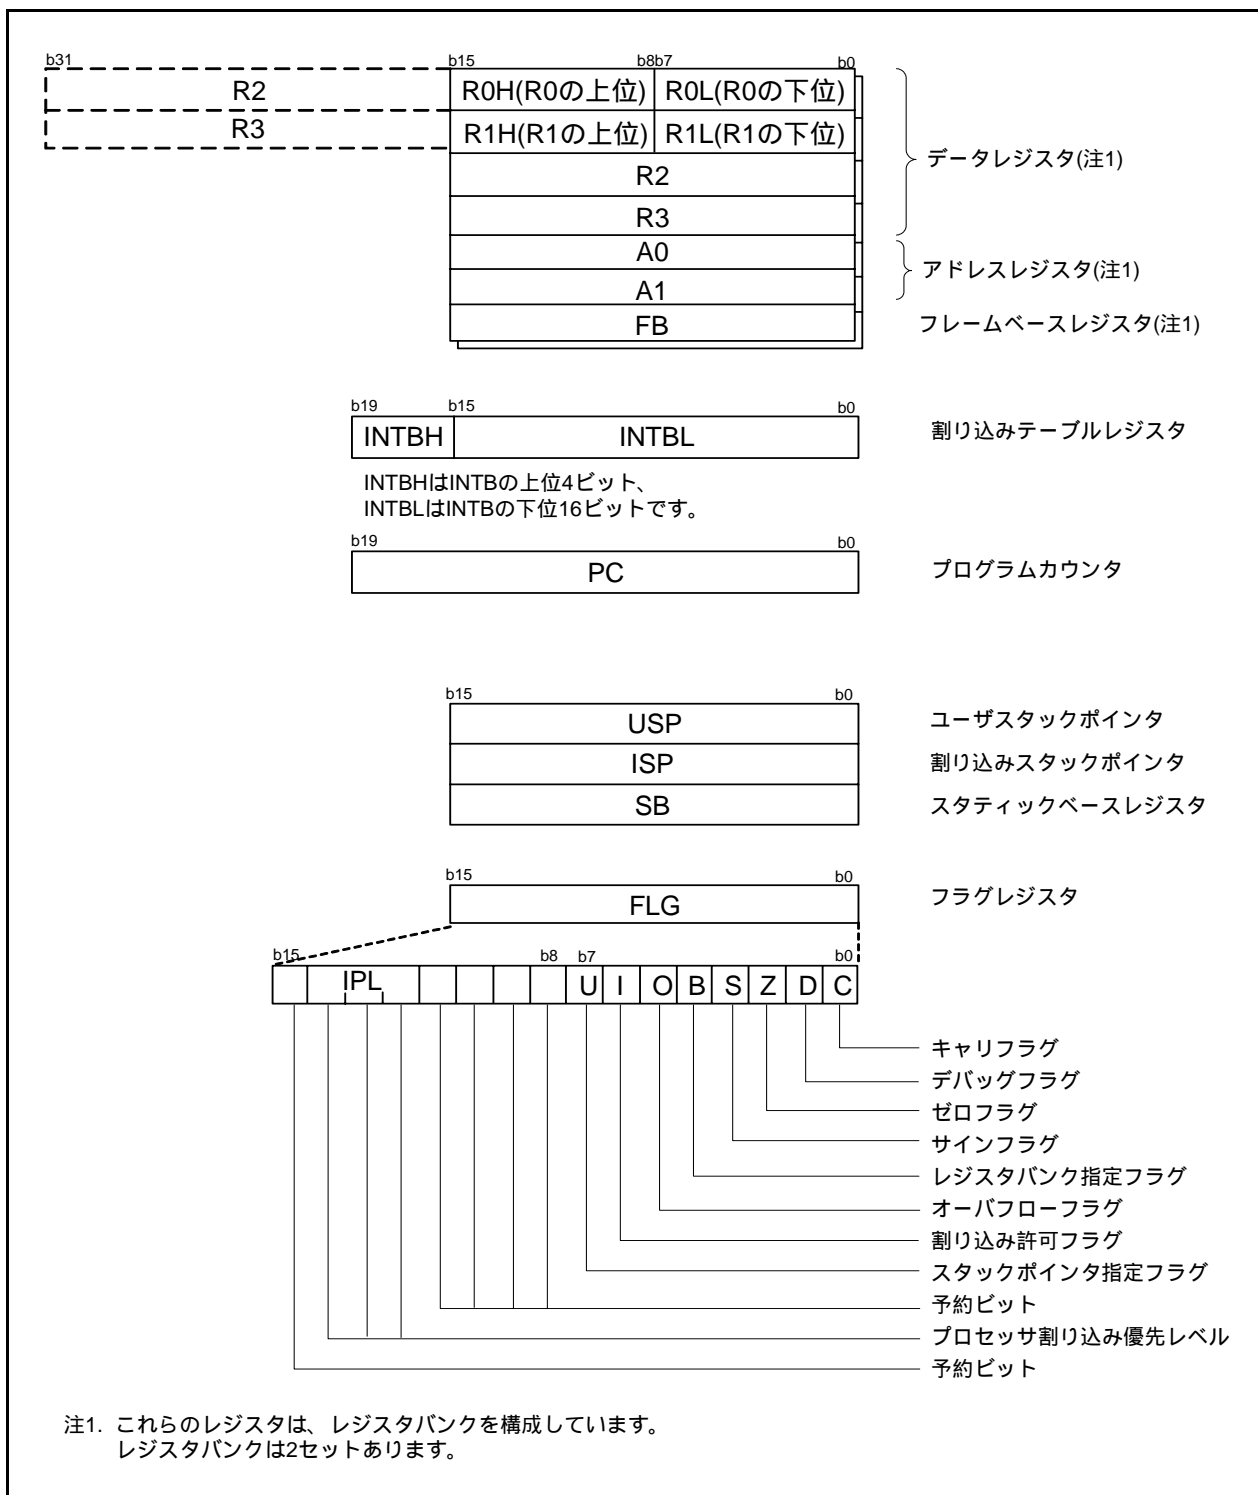 b31 b15 b8b7 b0
R2 R0H(R0の上位) R0L(R0の下位)
R3 R1H(R1の上位) R1L(R1の下位)
データレジスタ(注1)
R2
R3
A0
アドレスレジスタ(注1)
A1
FB フレームベースレジスタ(注1)
b19 b15 b0
INTBH INTBL 割り込みテーブルレジスタ
INTBHはINTBの上位4ビット、
INTBLはINTBの下位16ビットです。
b19 b0
PC プログラムカウンタ
b15 b0
USP ユーザスタックポインタ
ISP 割り込みスタックポインタ
SB スタティックベースレジスタ
b15 b0
FLG フラグレジスタ
b15 b8 b7 b0
IPL U I O B S Z D C
キャリフラグ
デバッグフラグ
ゼロフラグ
サインフラグ
レジスタバンク指定フラグ
オーバフローフラグ
割り込み許可フラグ
スタックポインタ指定フラグ
予約ビット
プロセッサ割り込み優先レベル
予約ビット
注1. これらのレジスタは、レジスタバンクを構成しています。
レジスタバンクは2セットあります。